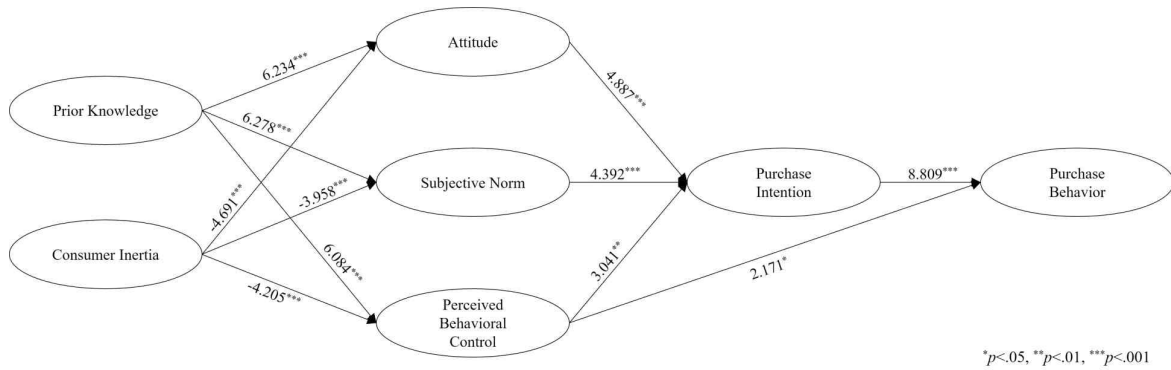 Attitude
6.234***
4.887***
Prior Knowledge
6.278***
Subjective Norm
-3.958***
4.392***
Purchase
Intention
8.809***
Purchase
Behavior
-4.691***
Consumer Inertia
6.084***
3.041**
2.171*
-4.205***
Perceived
Behavioral
Control
*p<.05, **p<.01, ***p<.001